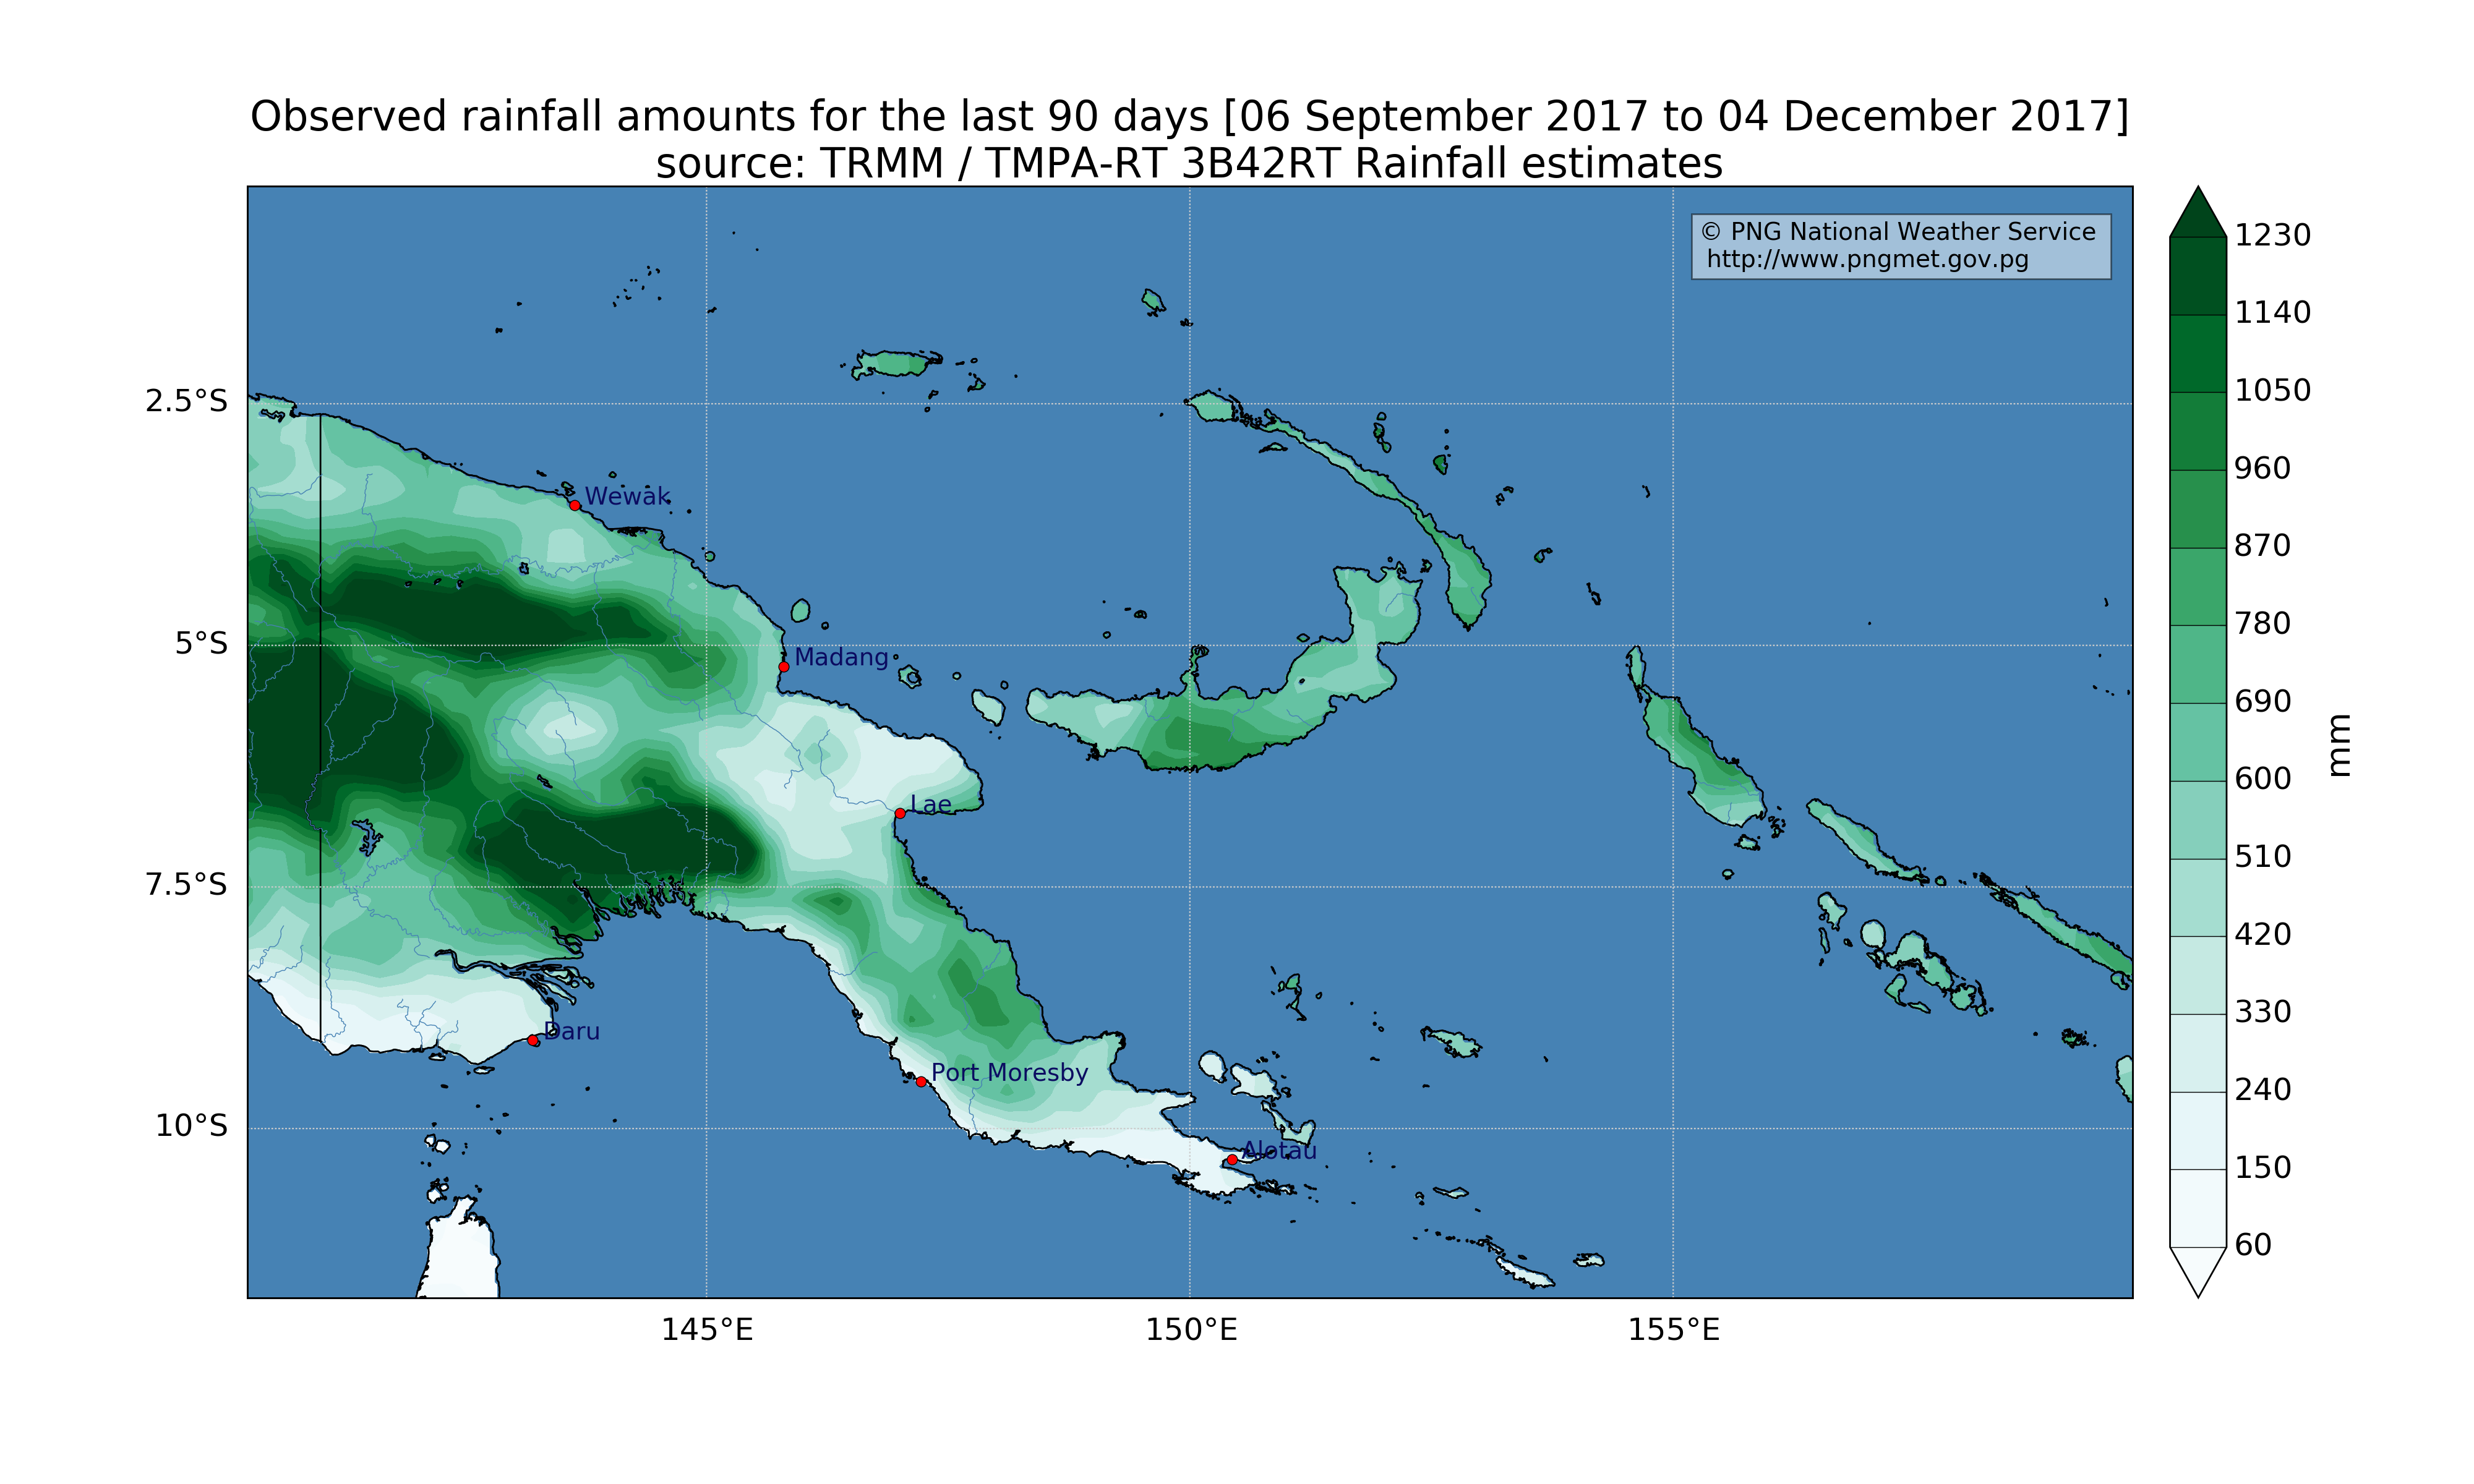 Observed rainfall amounts for the last 90 days [06 September 2017 to 04 December 2017]
source: TRMM / TMPA-RT 3B42RT Rainfall estimates
© PNG National Weather Service
http://www.pngmet.gov.pg
2.5°S
5°S
7.5°S
10°S
Wewak
Madang
Lae
Daru
Port Moresby
Alotau
145°E
150°E
155°E
1230
1140
1050
960
870
780
690
600
510
420
330
240
150
60
mm